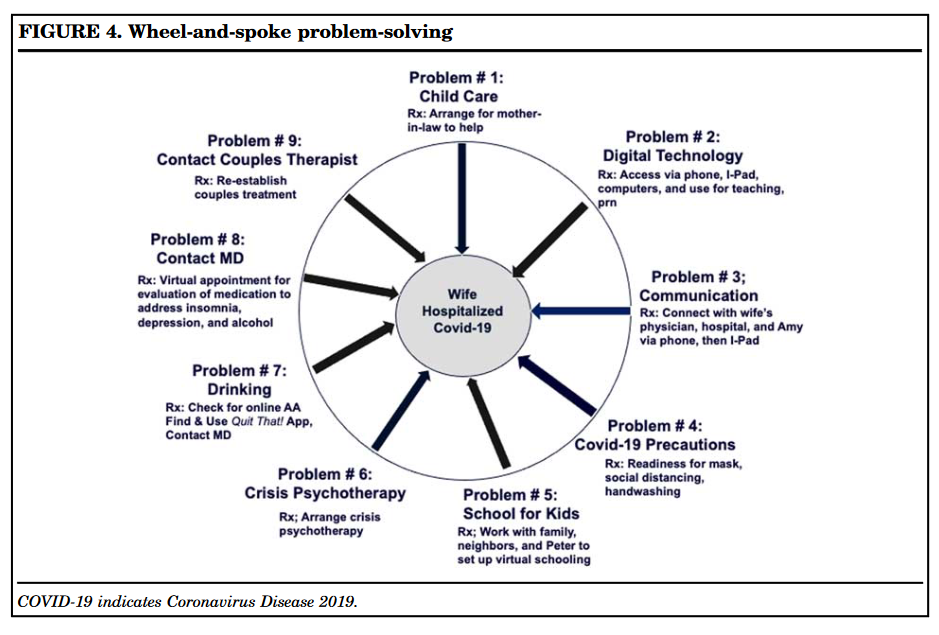 FIGURE 4. Wheel-and-spoke problem-solving
Problem # 1:
Child Care
Rx: Arrange for mother-
in-law to help
Problem # 2:
Digital Technology
Rx: Access via phone, I-Pad,
computers, and use for teaching,
prn
Problem # 3;
Communication
Rx: Connect with wife's
physician, hospital, and Amy
via phone, then I-Pad
Problem # 4:
Covid-19 Precautions
Rx: Readiness for mask,
social distancing,
handwashing
Problem # 5:
School for Kids
Rx; Work with family,
neighbors, and Peter to
set up virtual schooling
Problem # 6:
Crisis Psychotherapy
Rx; Arrange crisis
psychotherapy
Problem # 7:
Drinking
Rx: Check for online AA
Find & Use Quit That! App,
Contact MD
Problem # 8:
Contact MD
Rx: Virtual appointment for
evaluation of medication to
address insomnia,
depression, and alcohol
Problem # 9:
Contact Couples Therapist
Rx: Re-establish
couples treatment
Wife
Hospitalized
Covid-19
COVID-19 indicates Coronavirus Disease 2019.